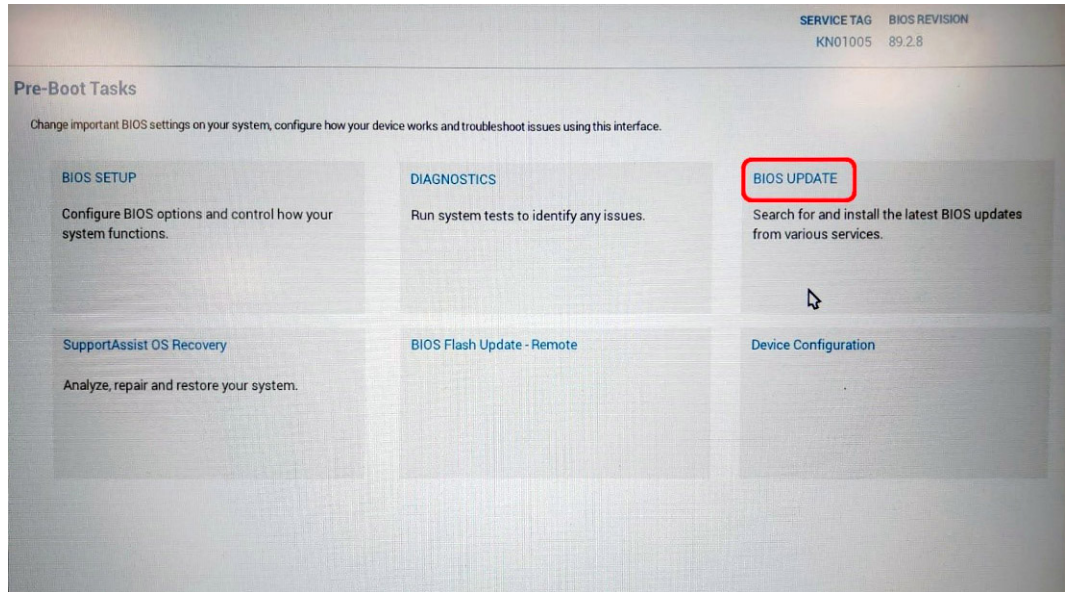 SERVICE TAG BIOS REVISION
KN01005 89.2.8
Pre-Boot Tasks
Change important BIOS settings on your system, configure how your device works and troubleshoot issues using this interface.
BIOS SETUP
Configure BIOS options and control how your
system functions.
DIAGNOSTICS
Run system tests to identify any issues.
BIOS UPDATE
Search for and install the latest BIOS updates
from various services.
SupportAssist OS Recovery
Analyze, repair and restore your system.
BIOS Flash Update - Remote
Device Configuration